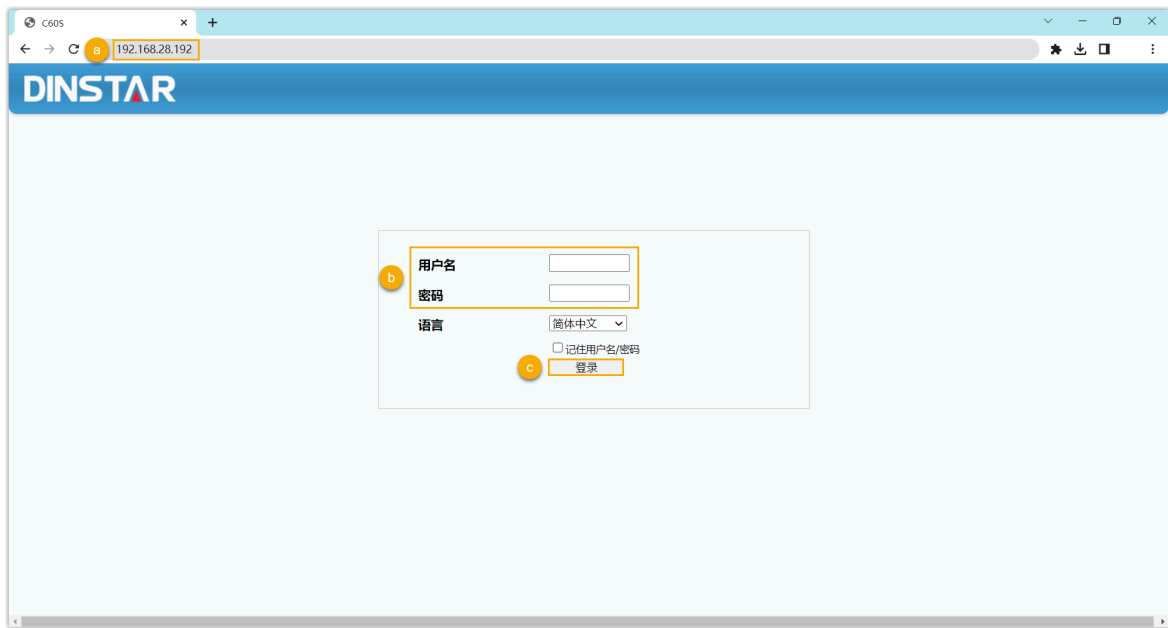 C60S
a 192.168.28.192
DINSTAR
b
用户名
密码
语言 简体中文
记住用户名/密码
c 登录